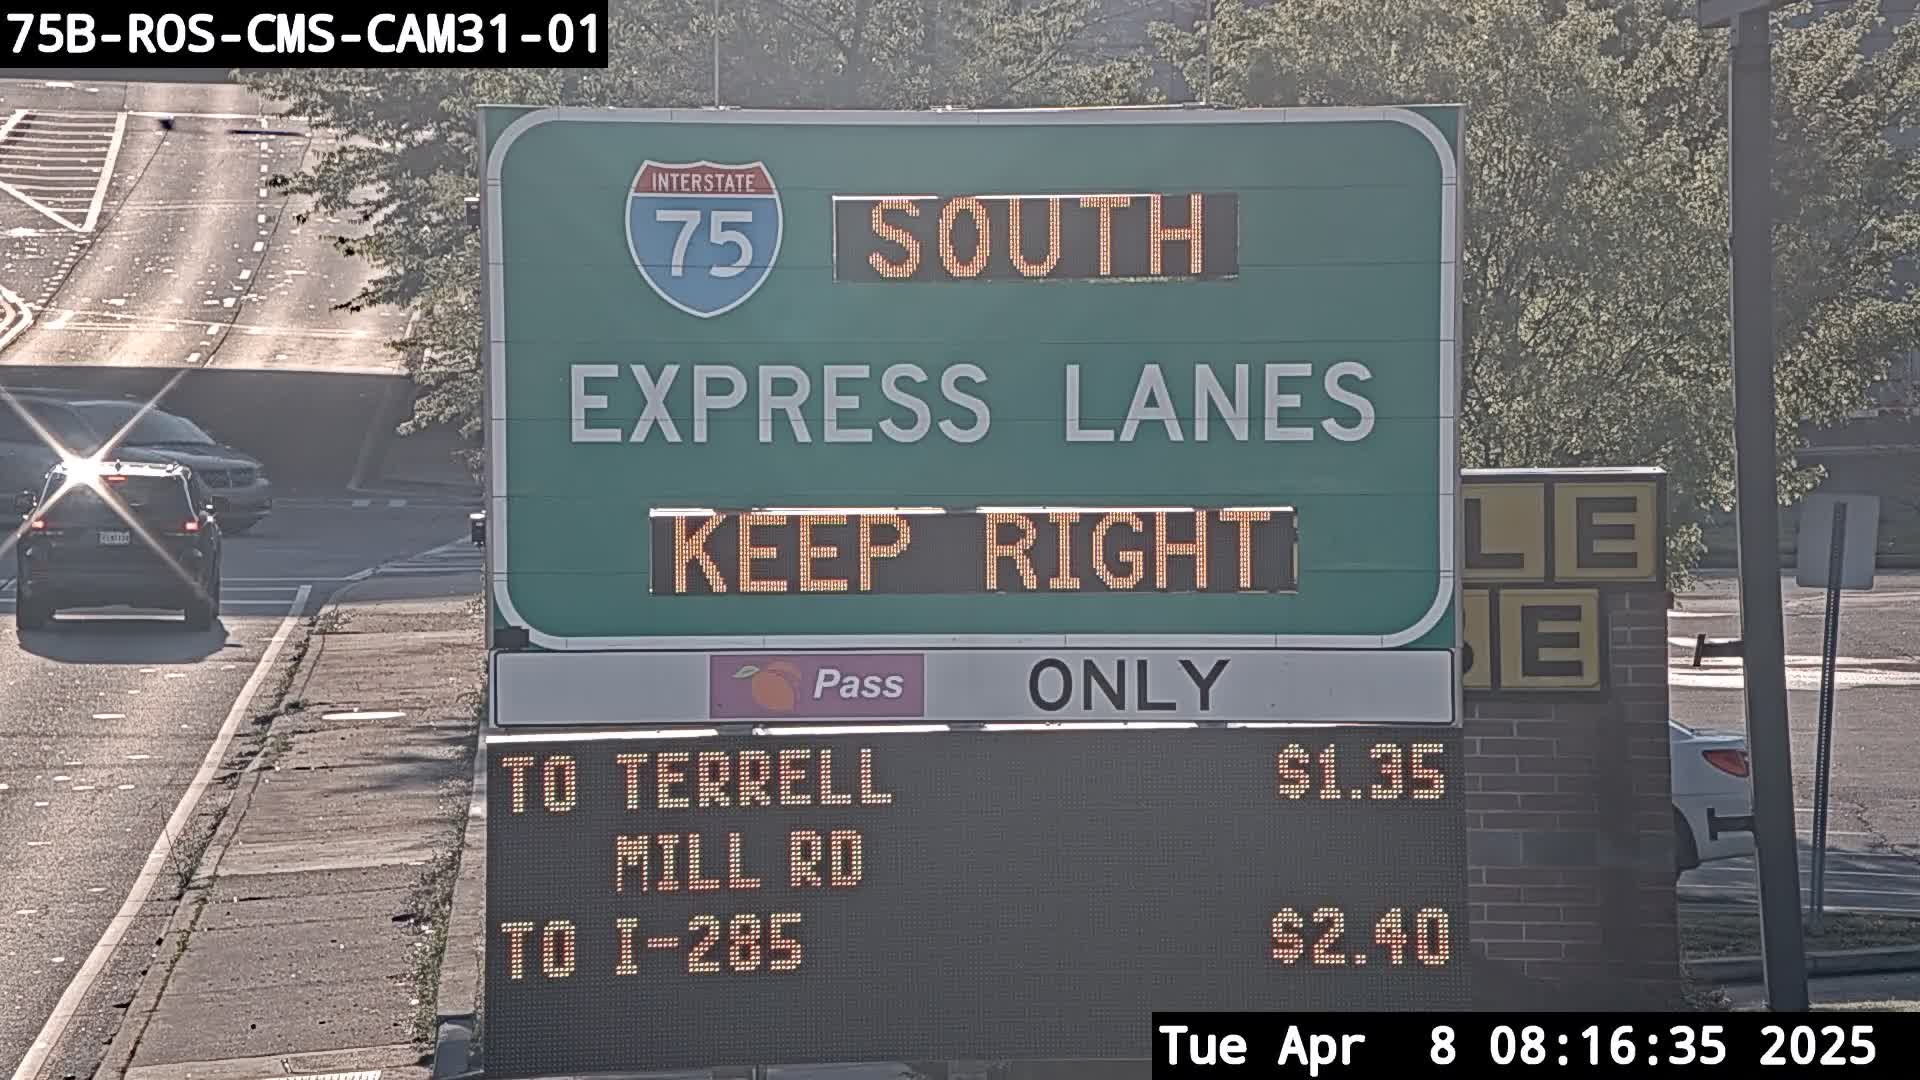 75B-ROS-CMS-CAM31-01
INTERSTATE
75
SOUTH
EXPRESS LANES
KEEP RIGHT
Pass ONLY
TO TERRELL $1.35
MILL RD
TO I-285 $2.40
LE
E
Tue Apr 8 08:16:35 2025